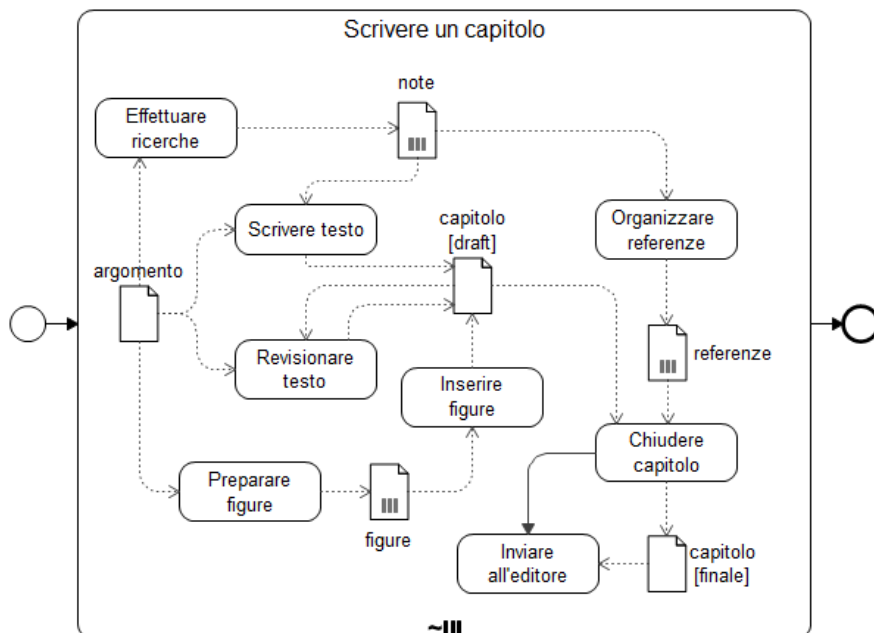 Scrivere un capitolo
note
Effettuare
ricerche
Scrivere testo
capitolo
[draft]
Organizzare
referenze
argomento
Revisionare
testo
Inserire
figure
referenze
Chiudere
capitolo
Preparare
figure
figure
Inviare
all'editore
capitolo
[finale]